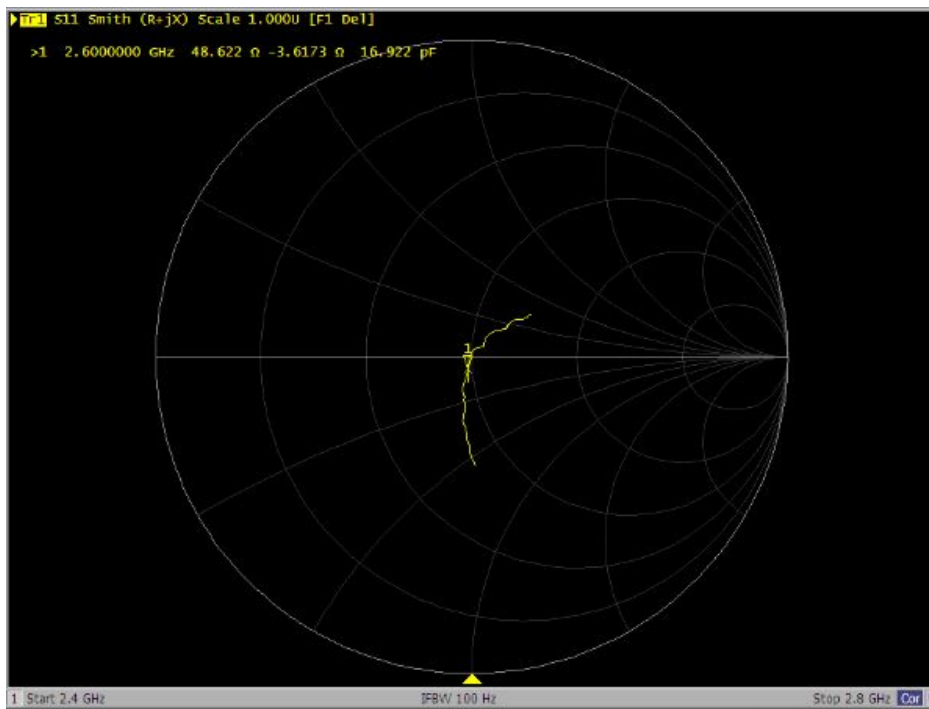 Tr1 S11 Smith (R+jX) Scale 1.000U [F1 Del]
>1 2.6000000 GHz 48.622 Ω -3.6173 Ω 16.922 pF
1
1 Start 2.4 GHz IFBW 100 Hz Stop 2.8 GHz Cor